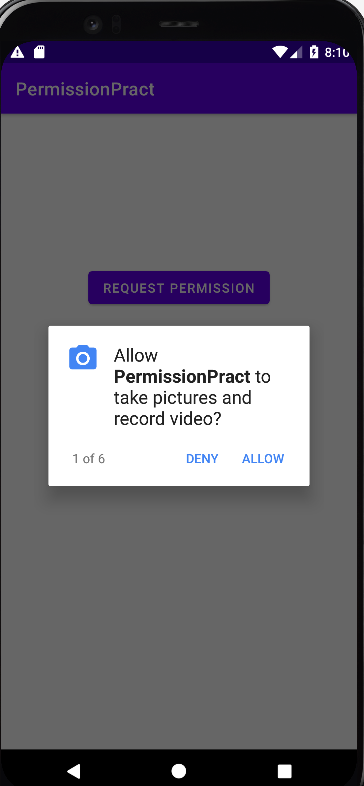 8:10
PermissionPract
REQUEST PERMISSION
Allow
PermissionPract to
take pictures and
record video?
1 of 6
DENY
ALLOW